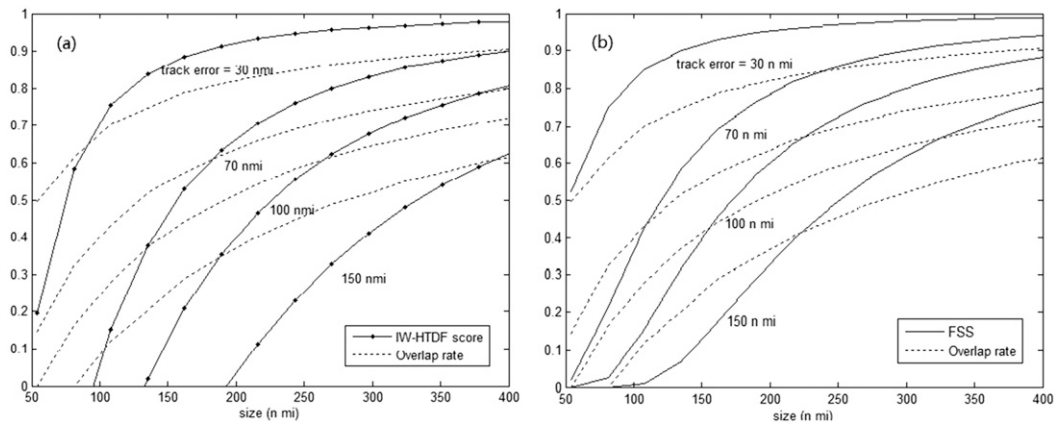 (a)
1
0.9
0.8
0.7
0.6
0.5
0.4
0.3
0.2
0.1
0
track error = 30 nmi
70 nmi
100 nmi
150 nmi
IW-HTDF score
Overlap rate
50 100 150 200 250 300 350 400
size (n mi)
(b)
1
0.9
0.8
0.7
0.6
0.5
0.4
0.3
0.2
0.1
0
track error = 30 n mi
70 n mi
100 n mi
150 n mi
FSS
Overlap rate
50 100 150 200 250 300 350 400
size (n mi)